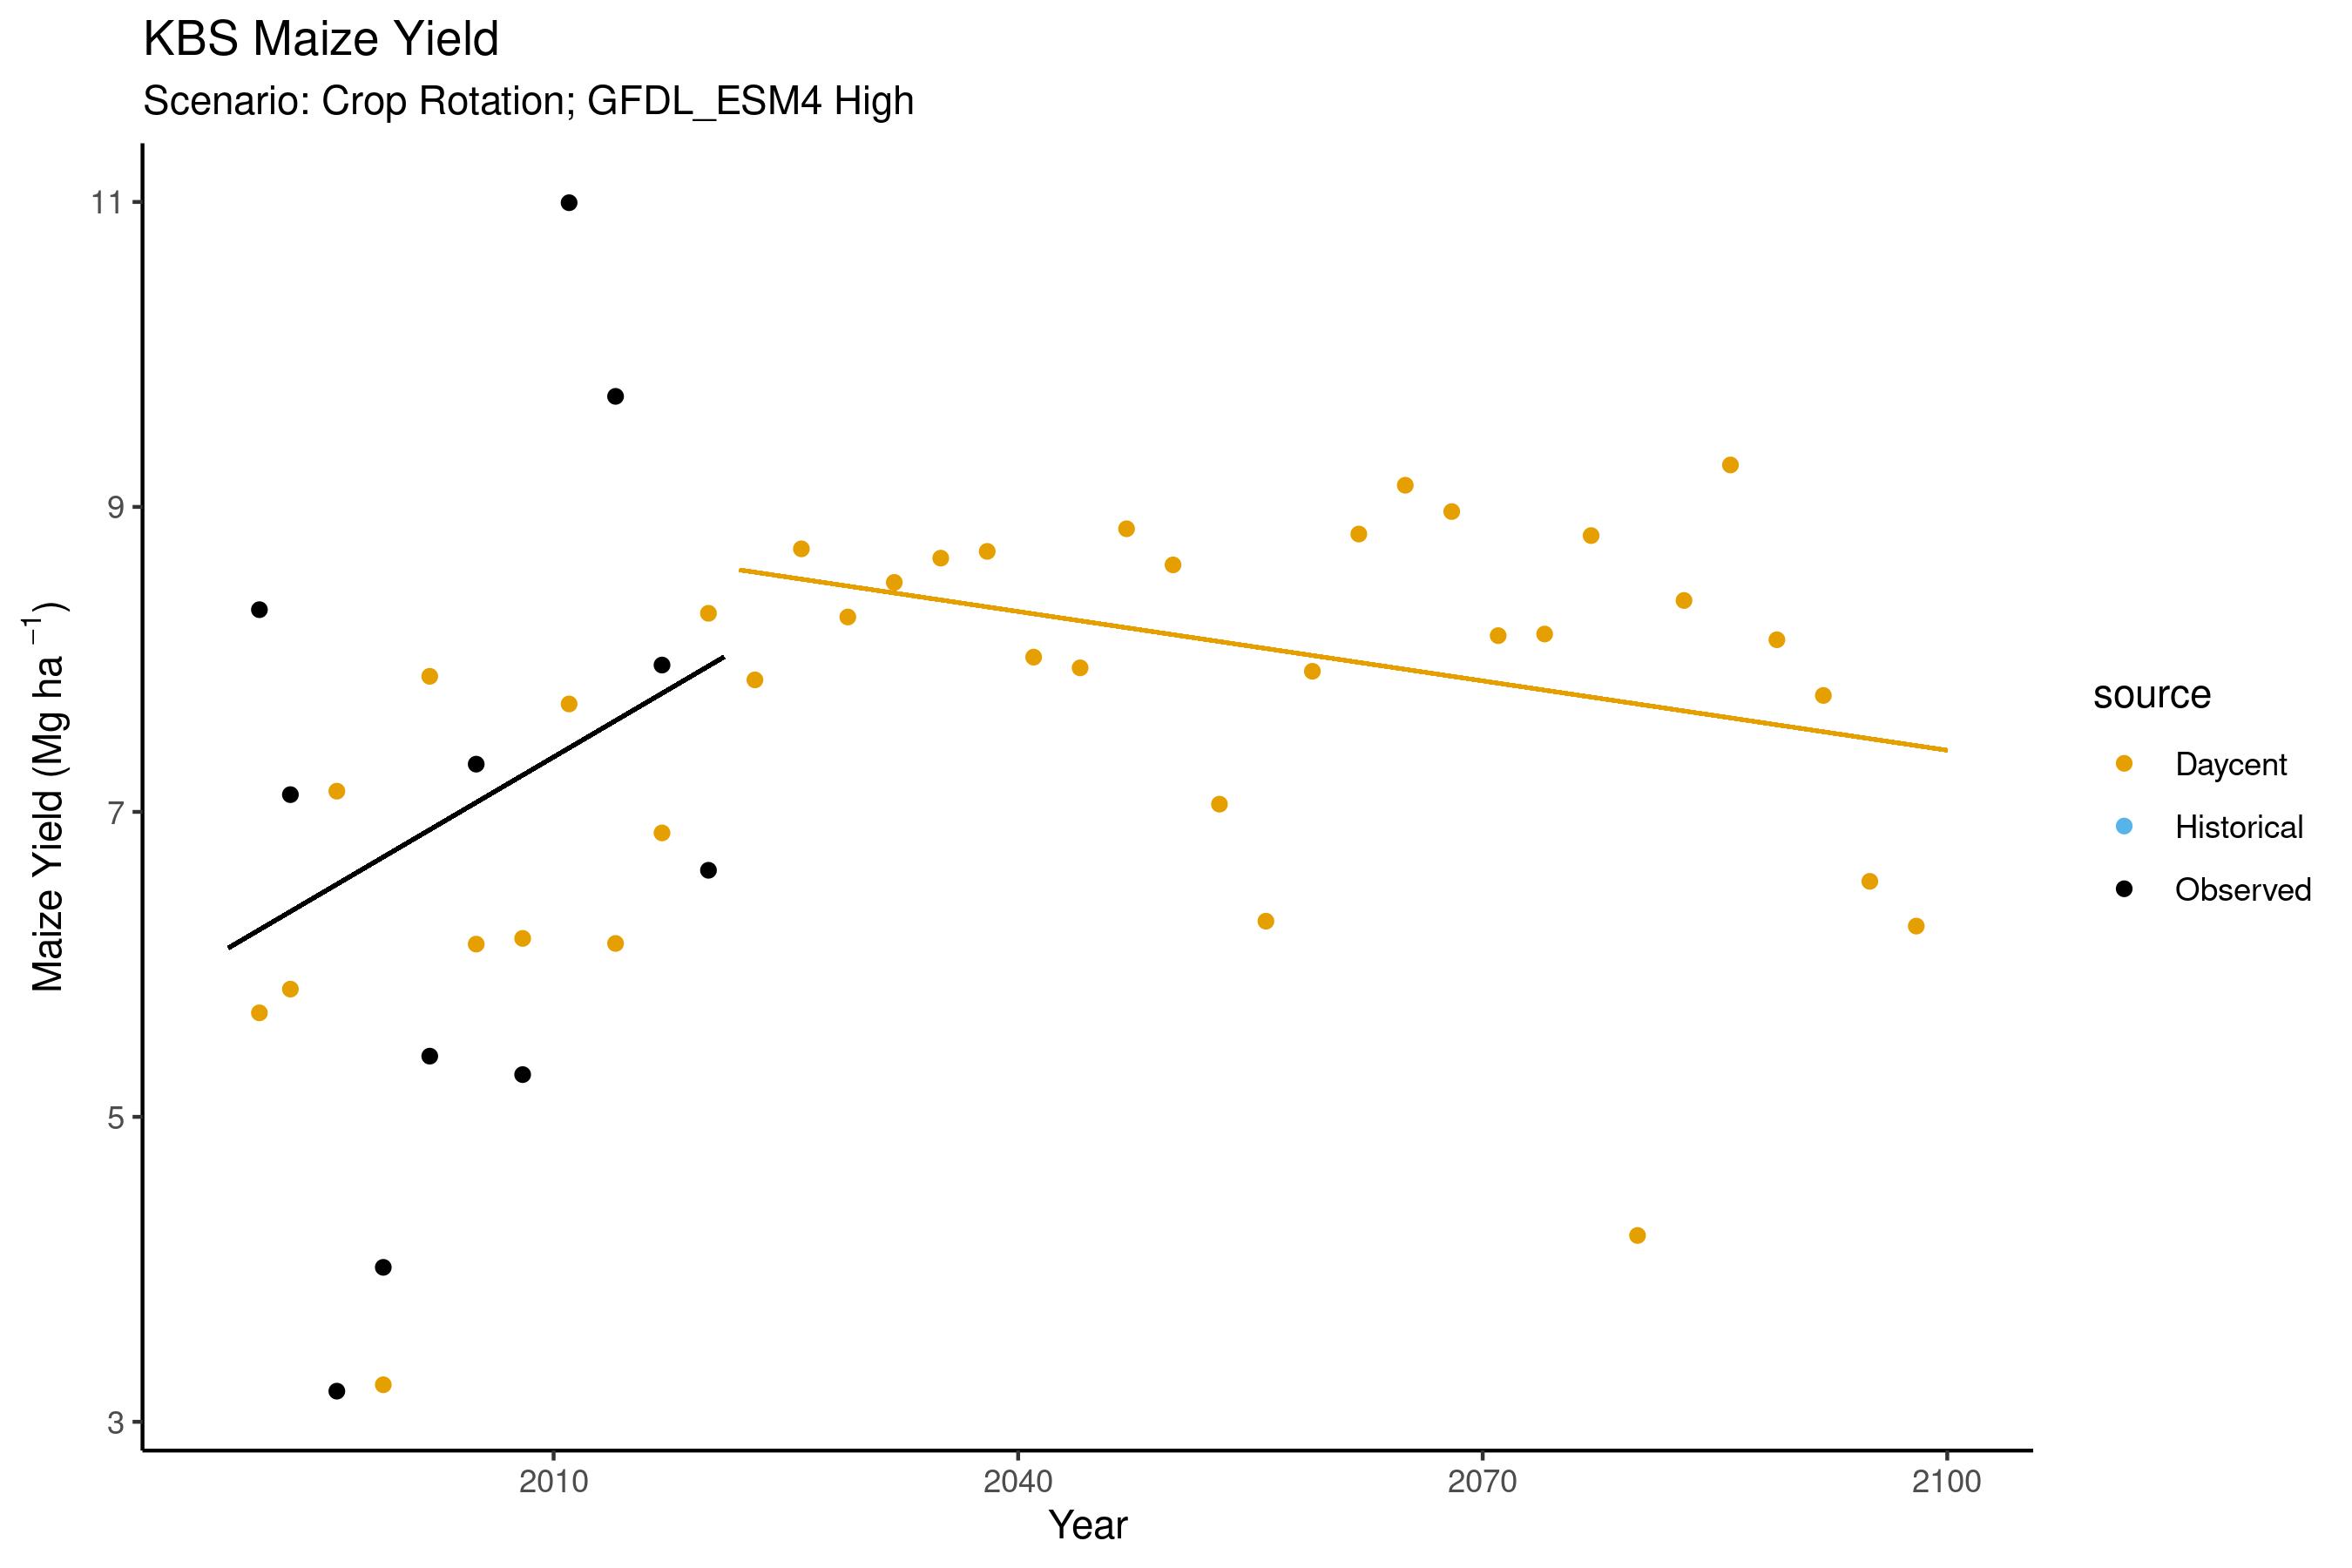 KBS Maize Yield
Scenario: Crop Rotation; GFDL_ESM4 High
Maize Yield (Mg ha ⁻¹)
11
9
7
5
3
2010
2040
2070
2100
Year
source
Daycent
Historical
Observed